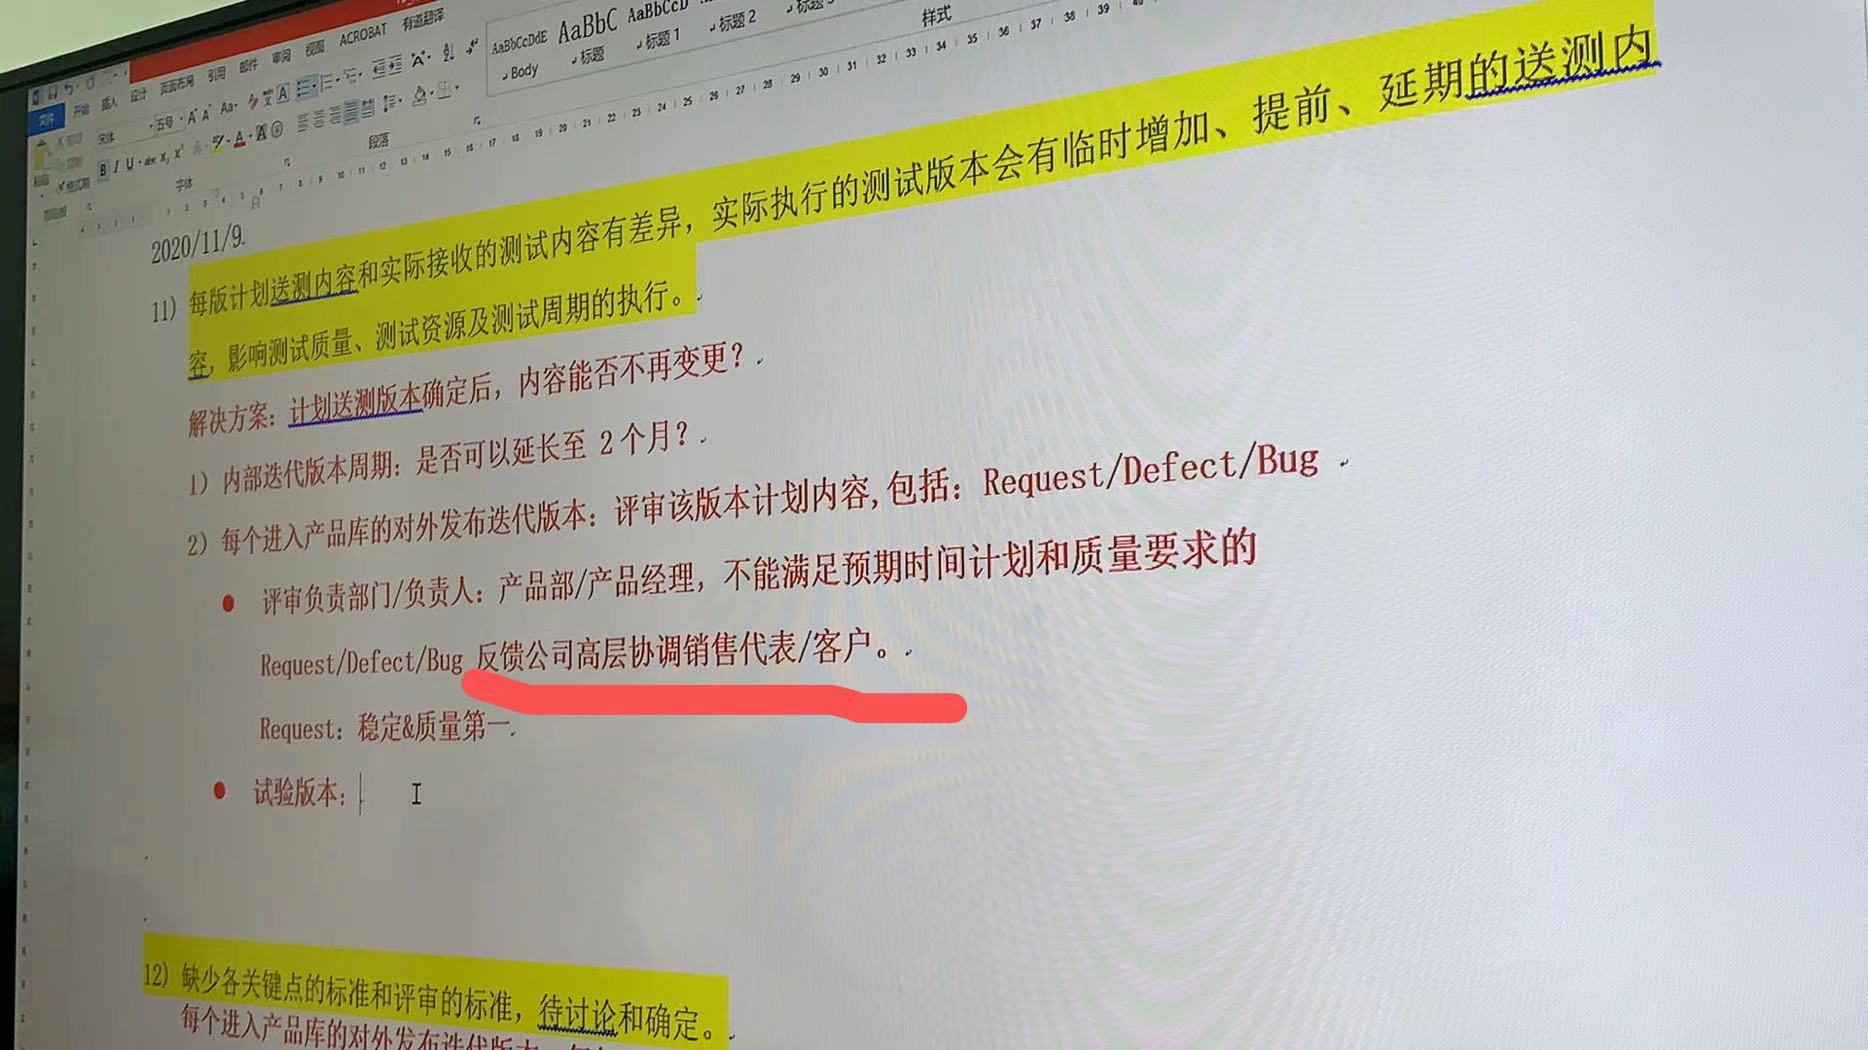 ACROBAT 有道翻译
开始 插入 设计 页面布局 引用 邮件 审阅 视图
文件
AaBbCcDdE AaBbC AaBbCcD
Body 标题 标题 1 标题 2 标题 3
宋体 五号
字体 段落 样式
2020/11/9
11) 每版计划送测内容和实际接收的测试内容有差异，实际执行的测试版本会有临时增加、提前、延期的送测内
容，影响测试质量、测试资源及测试周期的执行。
解决方案：计划送测版本确定后，内容能否不再变更？
1）内部迭代版本周期：是否可以延长至 2 个月？
2）每个进入产品库的对外发布迭代版本：评审该版本计划内容,包括：Request/Defect/Bug
● 评审负责部门/负责人：产品部/产品经理，不能满足预期时间计划和质量要求的
Request/Defect/Bug 反馈公司高层协调销售代表/客户。
Request：稳定&质量第一
● 试验版本：
12) 缺少各关键点的标准和评审的标准，待讨论和确定。
每个进入产品库的对外发布迭代版本